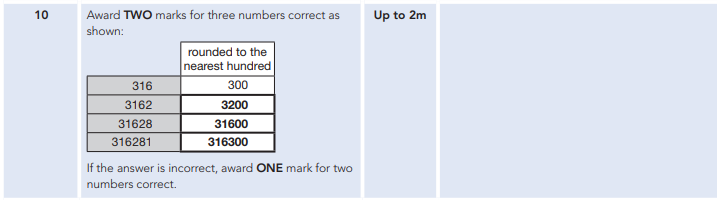 10
Award TWO marks for three numbers correct as
shown:
Up to 2m
rounded to the
nearest hundred
316 300
3162 3200
31628 31600
316281 316300
If the answer is incorrect, award ONE mark for two
numbers correct.